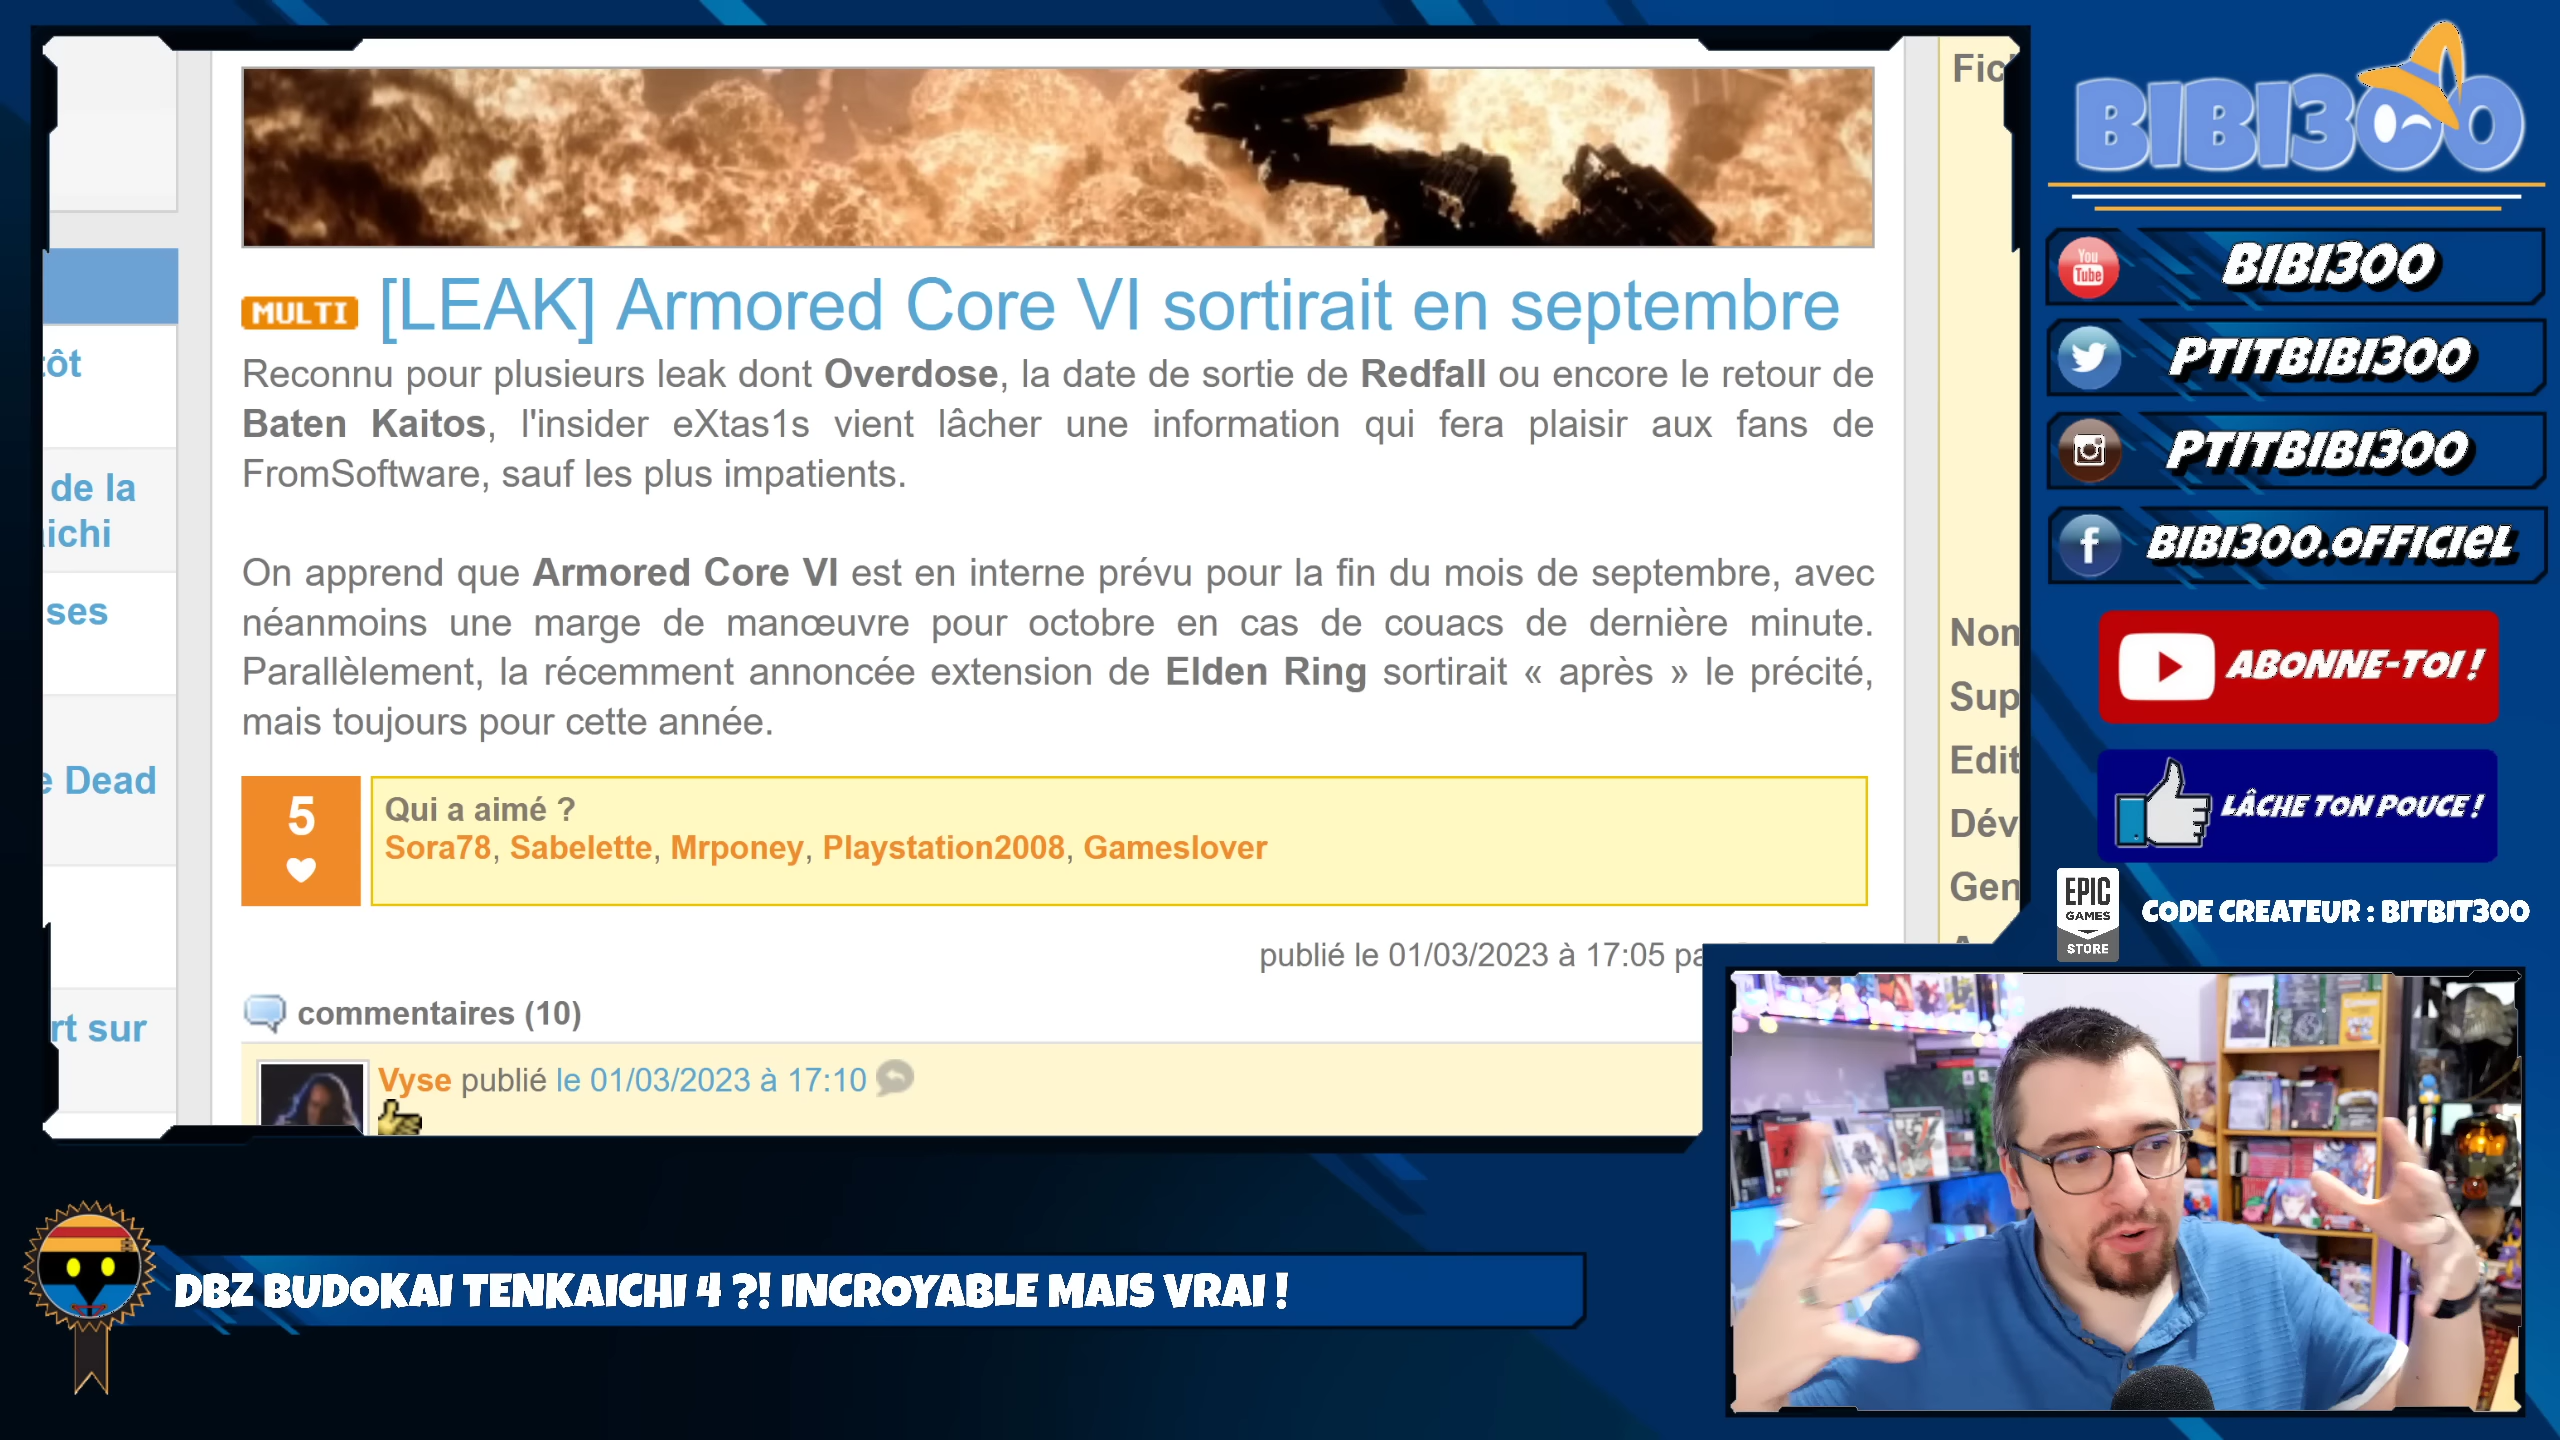 Fic
MULTI [LEAK] Armored Core VI sortirait en septembre
Reconnu pour plusieurs leak dont Overdose, la date de sortie de Redfall ou encore le retour de
Baten Kaitos, l'insider eXtas1s vient lâcher une information qui fera plaisir aux fans de
FromSoftware, sauf les plus impatients.
On apprend que Armored Core VI est en interne prévu pour la fin du mois de septembre, avec
néanmoins une marge de manœuvre pour octobre en cas de couacs de dernière minute.
Parallèlement, la récemment annoncée extension de Elden Ring sortirait « après » le précité,
mais toujours pour cette année.
5
Qui a aimé ?
Sora78, Sabelette, Mrponey, Playstation2008, Gameslover
publié le 01/03/2023 à 17:05 pa
commentaires (10)
Vyse publié le 01/03/2023 à 17:10
tôt
de la
ichi
ses
e Dead
rt sur
Nom
Sup
Edit
Dév
Gen
BIBI300
You
Tube
BIBI300
PTITBIBI300
PTITBIBI300
BIBI300.OFFICIEL
ABONNE-TOI !
LÂCHE TON POUCE !
EPIC
GAMES
STORE
CODE CREATEUR : BITBIT300
DBZ BUDOKAI TENKAICHI 4 ?! INCROYABLE MAIS VRAI !